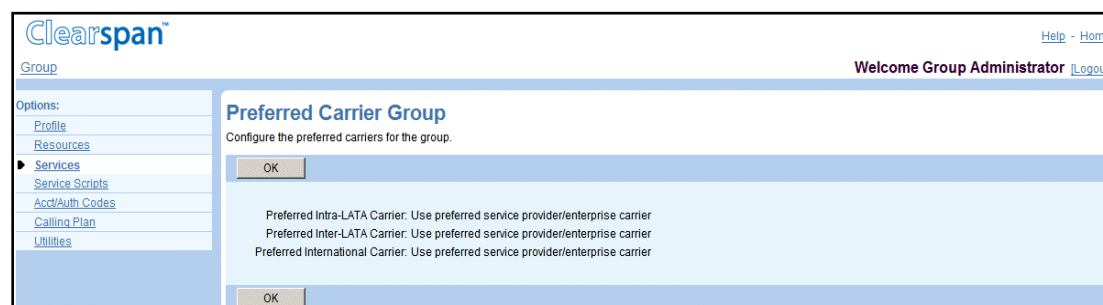 Clearspan™
Help - Hom
Group
Welcome Group Administrator [Logou
Options:
Profile
Resources
Services
Service Scripts
Acct/Auth Codes
Calling Plan
Utilities
Preferred Carrier Group
Configure the preferred carriers for the group.
OK
Preferred Intra-LATA Carrier: Use preferred service provider/enterprise carrier
Preferred Inter-LATA Carrier: Use preferred service provider/enterprise carrier
Preferred International Carrier: Use preferred service provider/enterprise carrier
OK